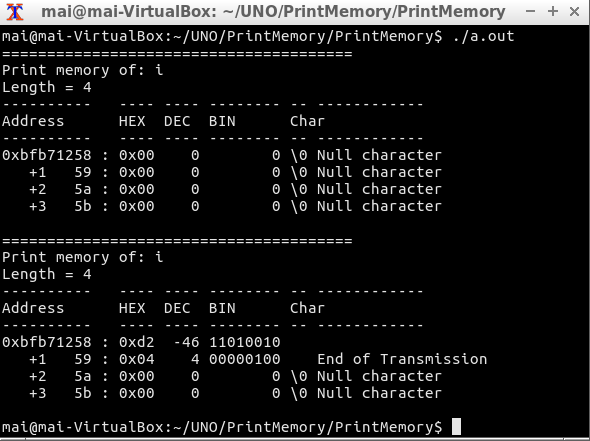 mai@mai-VirtualBox: ~/UNO/PrintMemory/PrintMemory
mai@mai-VirtualBox:~/UNO/PrintMemory/PrintMemory$ ./a.out
=======================================
Print memory of: i
Length = 4
----------   ---- ---- -------- -- ------------
Address      HEX  DEC  BIN      Char
----------   ---- ---- -------- -- ------------
0xbfb71258 : 0x00    0        0 \0 Null character
   +1   59 : 0x00    0        0 \0 Null character
   +2   5a : 0x00    0        0 \0 Null character
   +3   5b : 0x00    0        0 \0 Null character
=======================================
Print memory of: i
Length = 4
----------   ---- ---- -------- -- ------------
Address      HEX  DEC  BIN      Char
----------   ---- ---- -------- -- ------------
0xbfb71258 : 0xd2  -46 11010010
   +1   59 : 0x04    4 00000100    End of Transmission
   +2   5a : 0x00    0        0 \0 Null character
   +3   5b : 0x00    0        0 \0 Null character
mai@mai-VirtualBox:~/UNO/PrintMemory/PrintMemory$